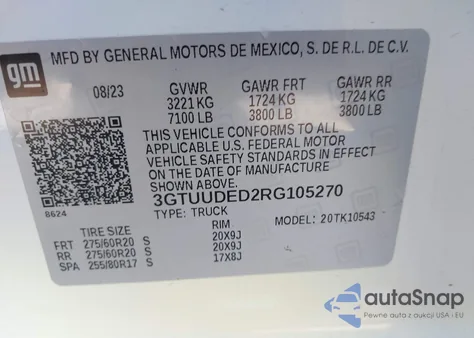 gm
MFD BY GENERAL MOTORS DE MEXICO, S. DE R.L. DE C.V.
08/23 GVWR GAWR FRT GAWR RR
3221 KG 1724 KG 1724 KG
7100 LB 3800 LB 3800 LB
THIS VEHICLE CONFORMS TO ALL
APPLICABLE U.S. FEDERAL MOTOR
VEHICLE SAFETY STANDARDS IN EFFECT
ON THE DATE OF MANUFACTURE
SHOWN ABOVE.
8624 3GTUUDED2RG105270
TYPE: TRUCK MODEL: 20TK10543
TIRE SIZE RIM
FRT 275/60R20 S 20X9J
RR 275/60R20 S 20X9J
SPA 255/80R17 S 17X8J
autoSnap
Pewne auta z aukcji USA i EU